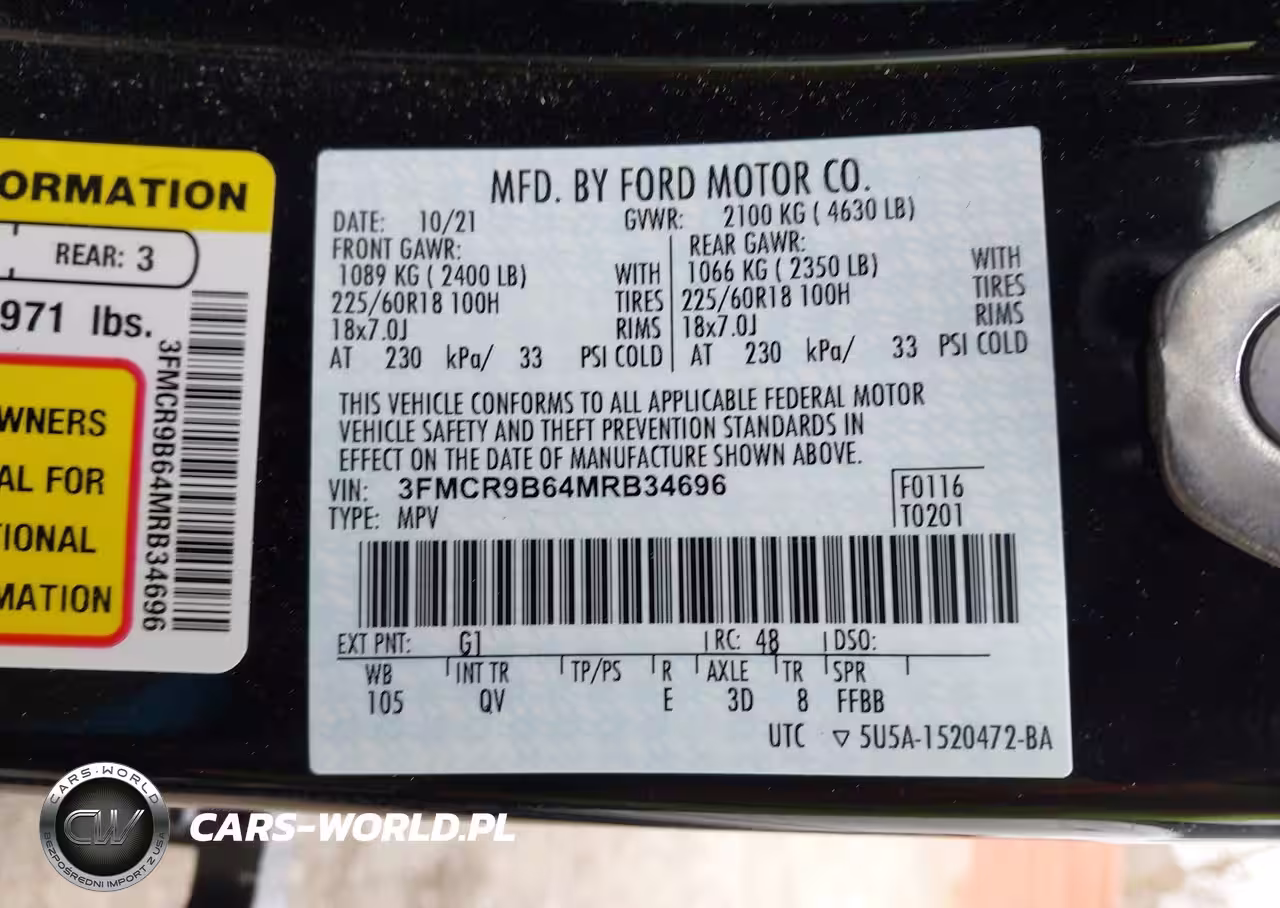 ORMATION
REAR: 3
971 lbs.
3FMCR9B64MRB34696
WNERS
AL FOR
TIONAL
MATION
MFD. BY FORD MOTOR CO.
DATE: 10/21 GVWR: 2100 KG ( 4630 LB)
FRONT GAWR: REAR GAWR:
1089 KG ( 2400 LB) WITH 1066 KG ( 2350 LB) WITH
225/60R18 100H TIRES 225/60R18 100H TIRES
18x7.0J RIMS 18x7.0J RIMS
AT 230 kPa/ 33 PSI COLD AT 230 kPa/ 33 PSI COLD
THIS VEHICLE CONFORMS TO ALL APPLICABLE FEDERAL MOTOR
VEHICLE SAFETY AND THEFT PREVENTION STANDARDS IN
EFFECT ON THE DATE OF MANUFACTURE SHOWN ABOVE.
VIN: 3FMCR9B64MRB34696 F0116
TYPE: MPV T0201
EXT PNT: G1 RC: 48 DSO:
WB INT TR TP/PS R AXLE TR SPR
105 QV E 3D 8 FFBB
UTC ▽ 5U5A-1520472-BA
CARS-WORLD
CW
BEZPOŚREDNI IMPORT Z USA
CARS-WORLD.PL